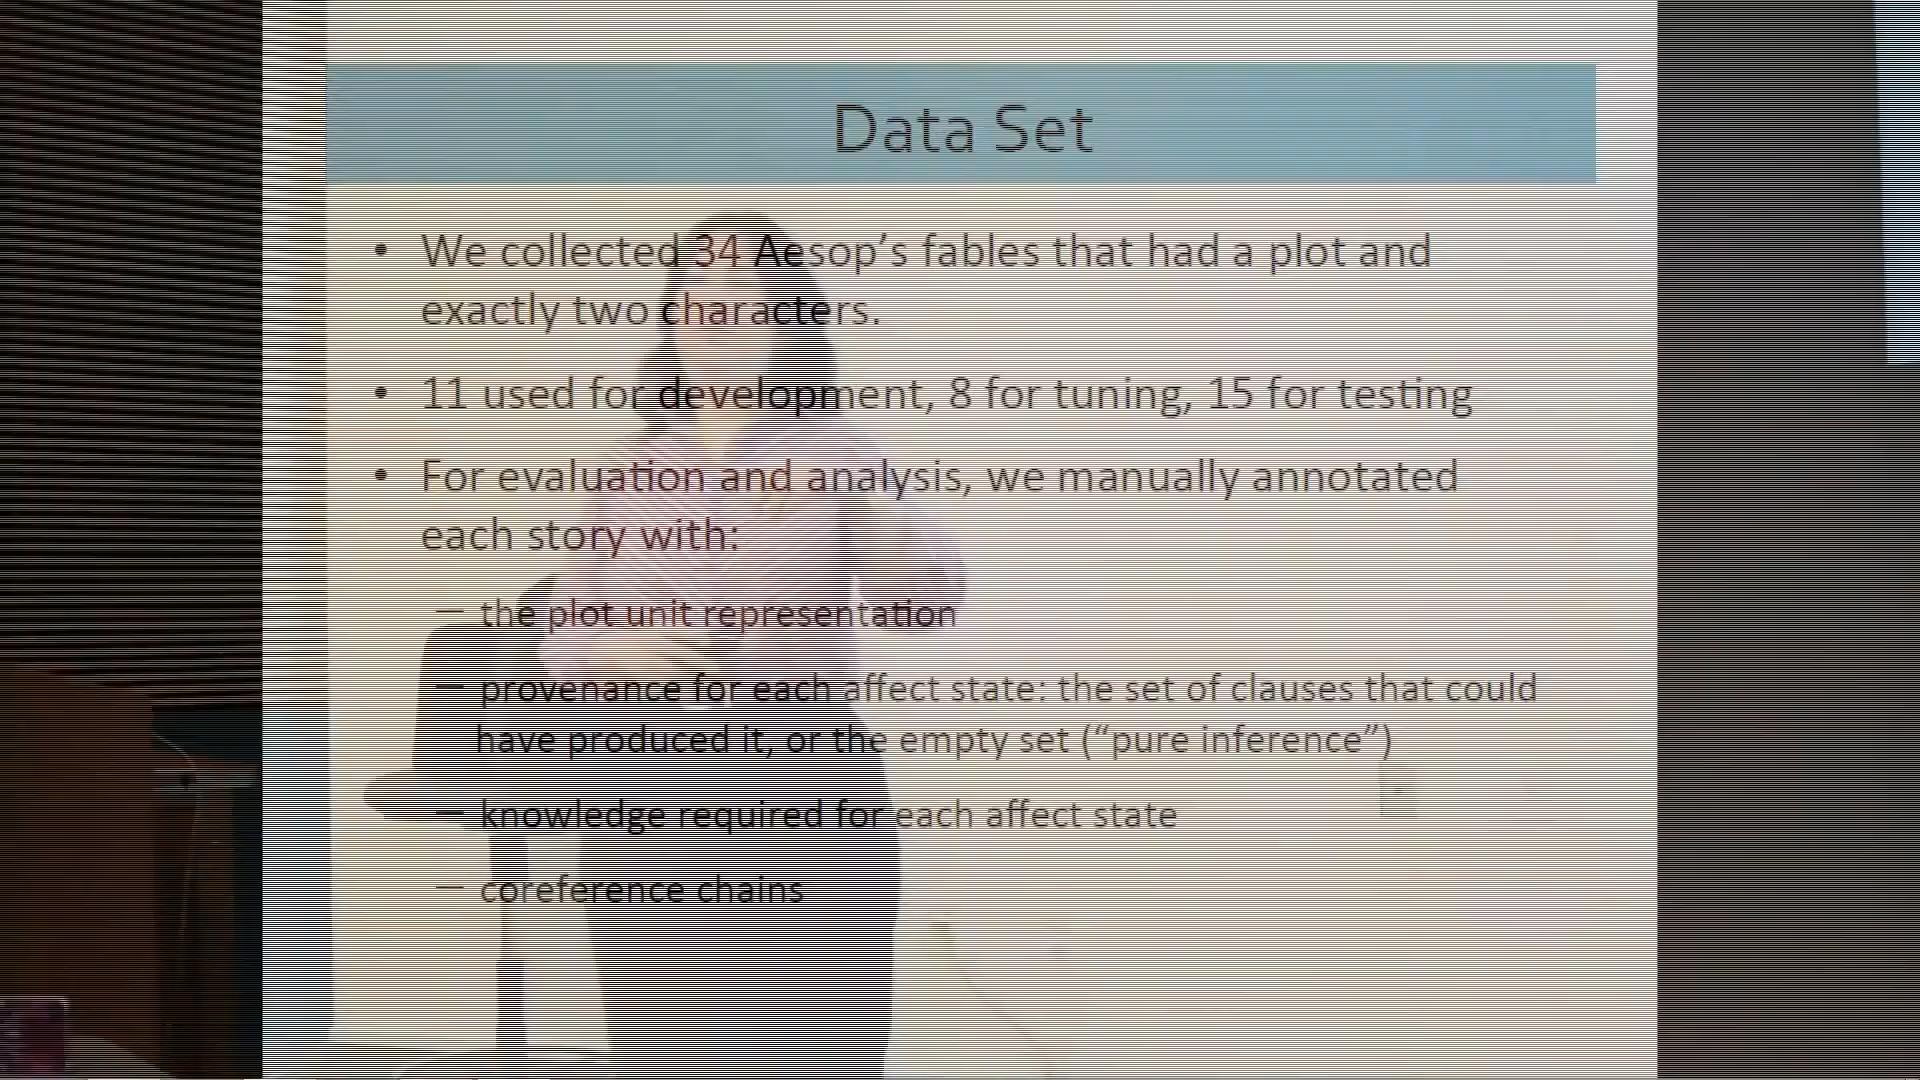 Data Set
• We collected 34 Aesop’s fables that had a plot and
exactly two characters.
• 11 used for development, 8 for tuning, 15 for testing
• For evaluation and analysis, we manually annotated
each story with:
— the plot unit representation
— provenance for each affect state: the set of clauses that could
have produced it, or the empty set (“pure inference”)
— knowledge required for each affect state
— coreference chains